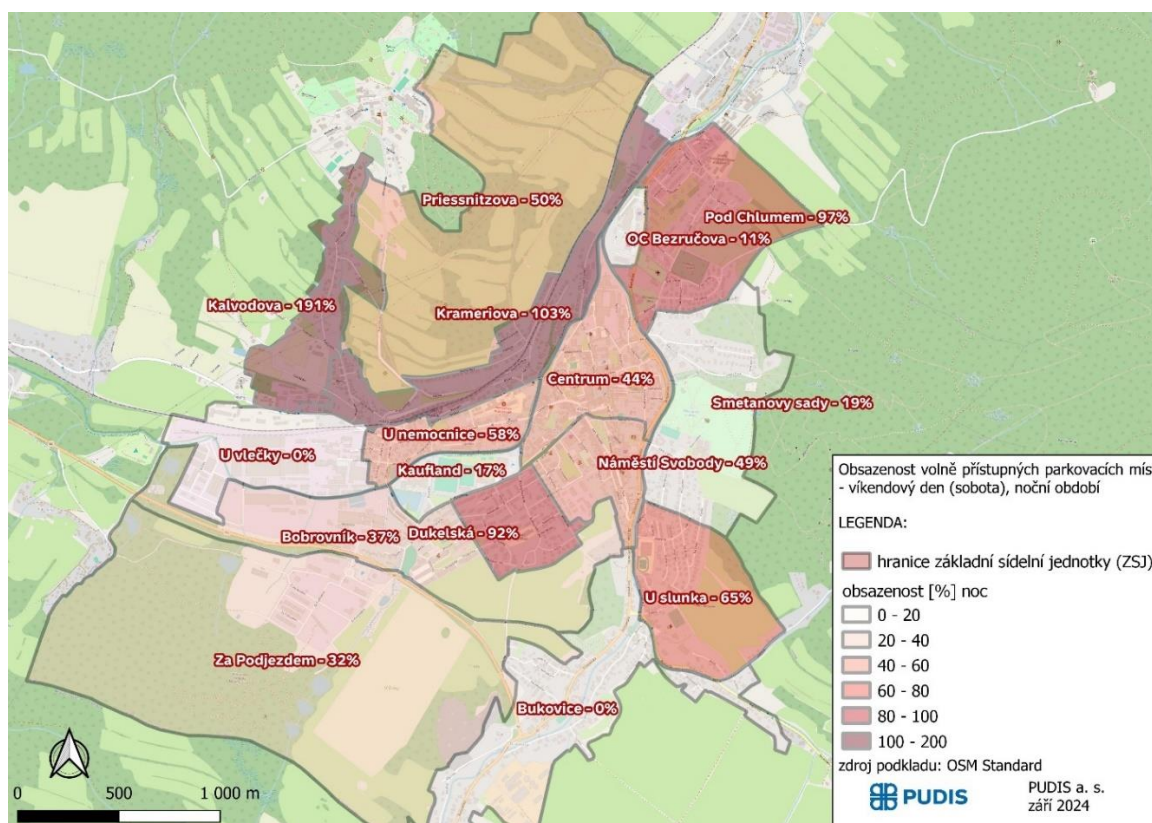 Priessnitzova - 50%
Pod Chlumem - 97%
OC Bezručova - 11%
Kalvodova - 191%
Krameriova - 103%
Centrum - 44%
Smetanovy sady - 19%
U nemocnice - 58%
U vlečky - 0%
Kaufland - 17%
Náměstí Svobody - 49%
Bobrovník - 37%
Dukelská - 92%
U slunka - 65%
Za Podjezdem - 32%
Bukovice - 0%
Obsazenost volně přístupných parkovacích míst
- víkendový den (sobota), noční období
LEGENDA:
hranice základní sídelní jednotky (ZSJ)
obsazenost [%] noc
0 - 20
20 - 40
40 - 60
60 - 80
80 - 100
100 - 200
zdroj podkladu: OSM Standard
PUDIS
PUDIS a. s.
září 2024
0 500 1 000 m